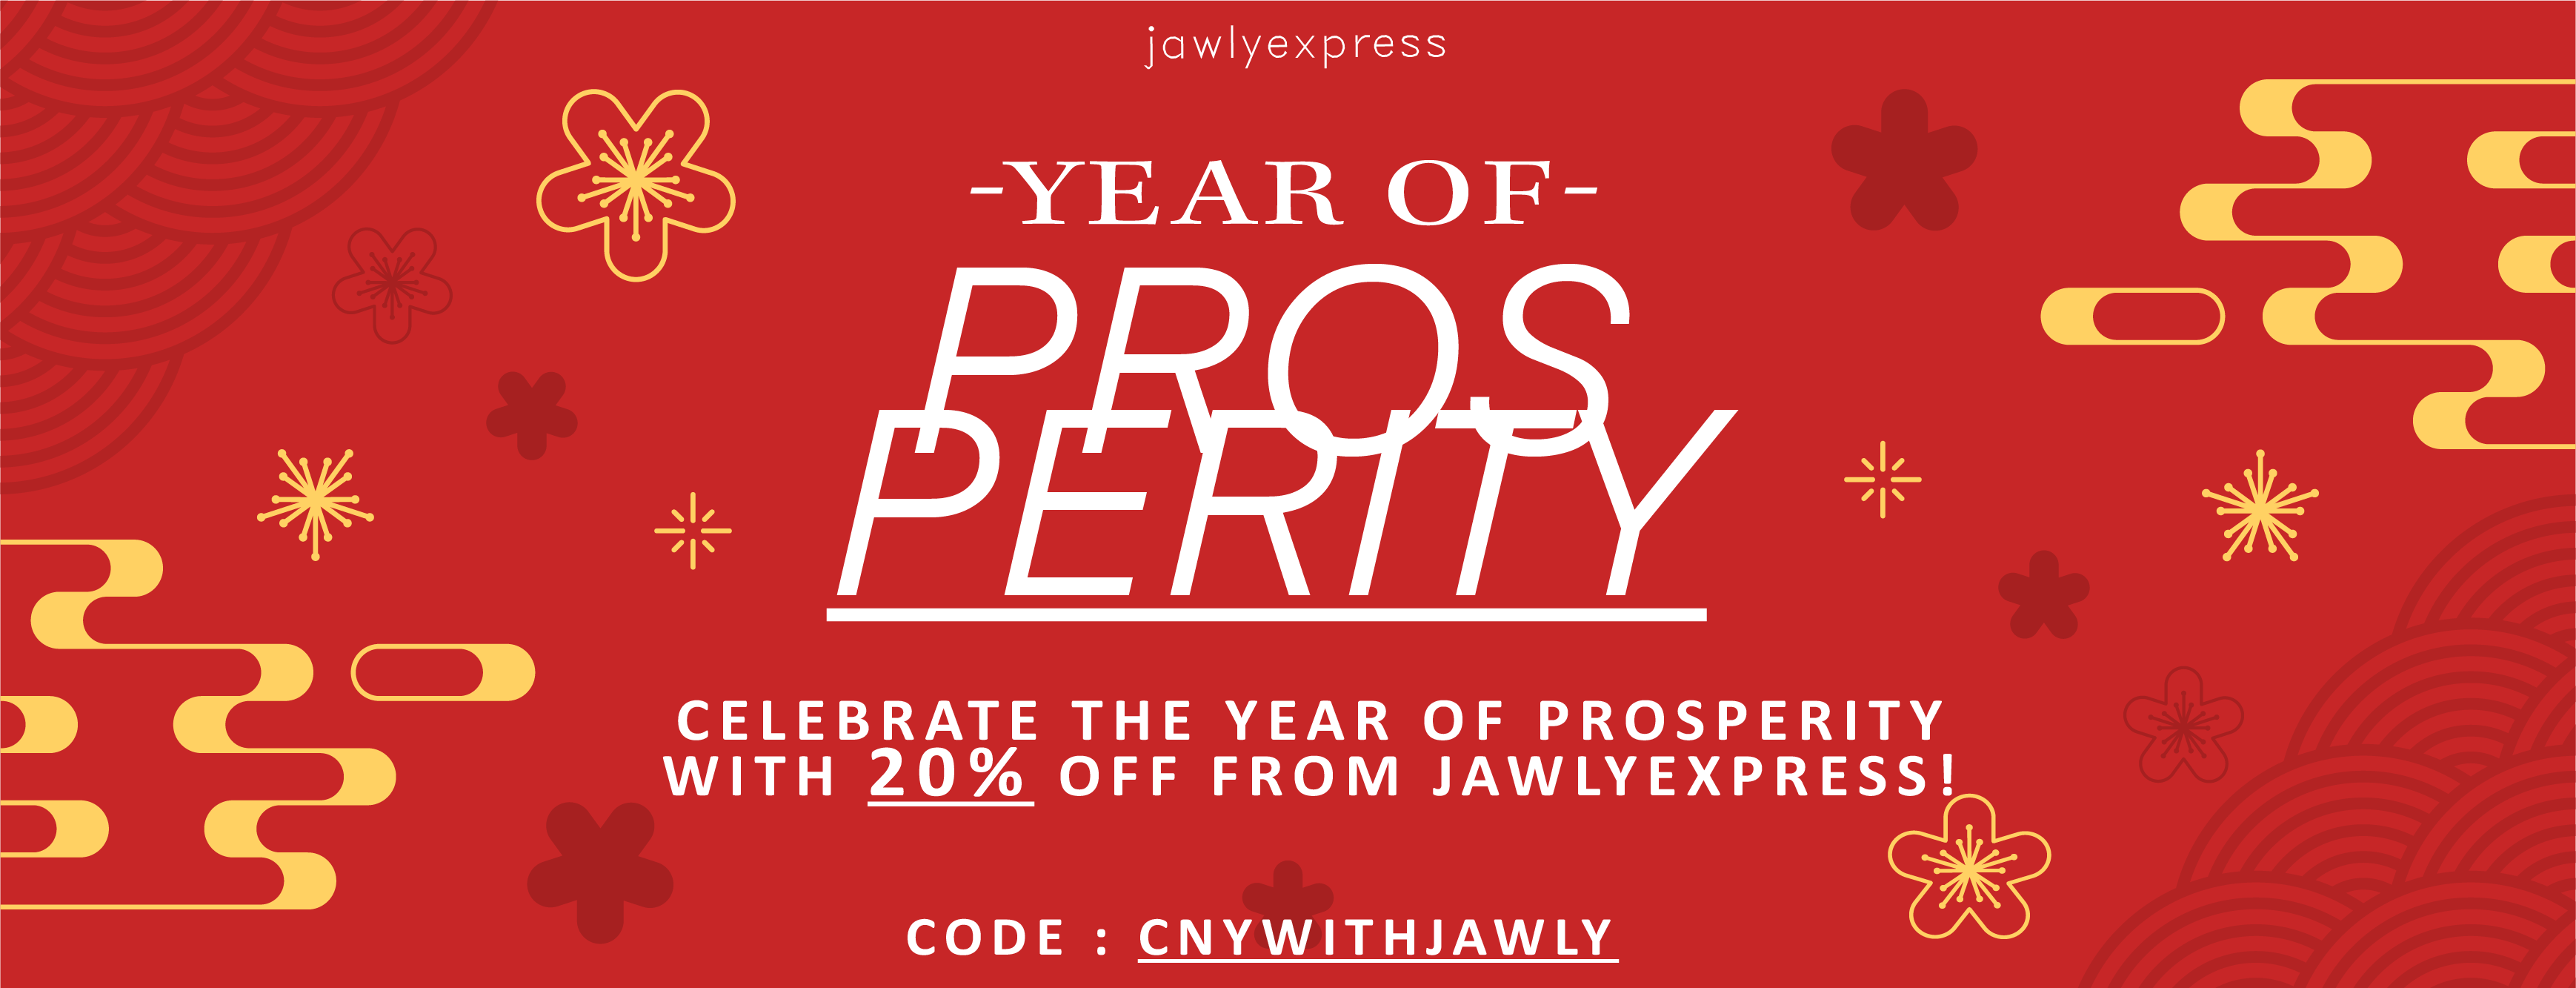 jawlyexpress
-YEAR OF-
PROS
PERITY
CELEBRATE THE YEAR OF PROSPERITY
WITH 20% OFF FROM JAWLYEXPRESS!
CODE : CNYWITHJAWLY